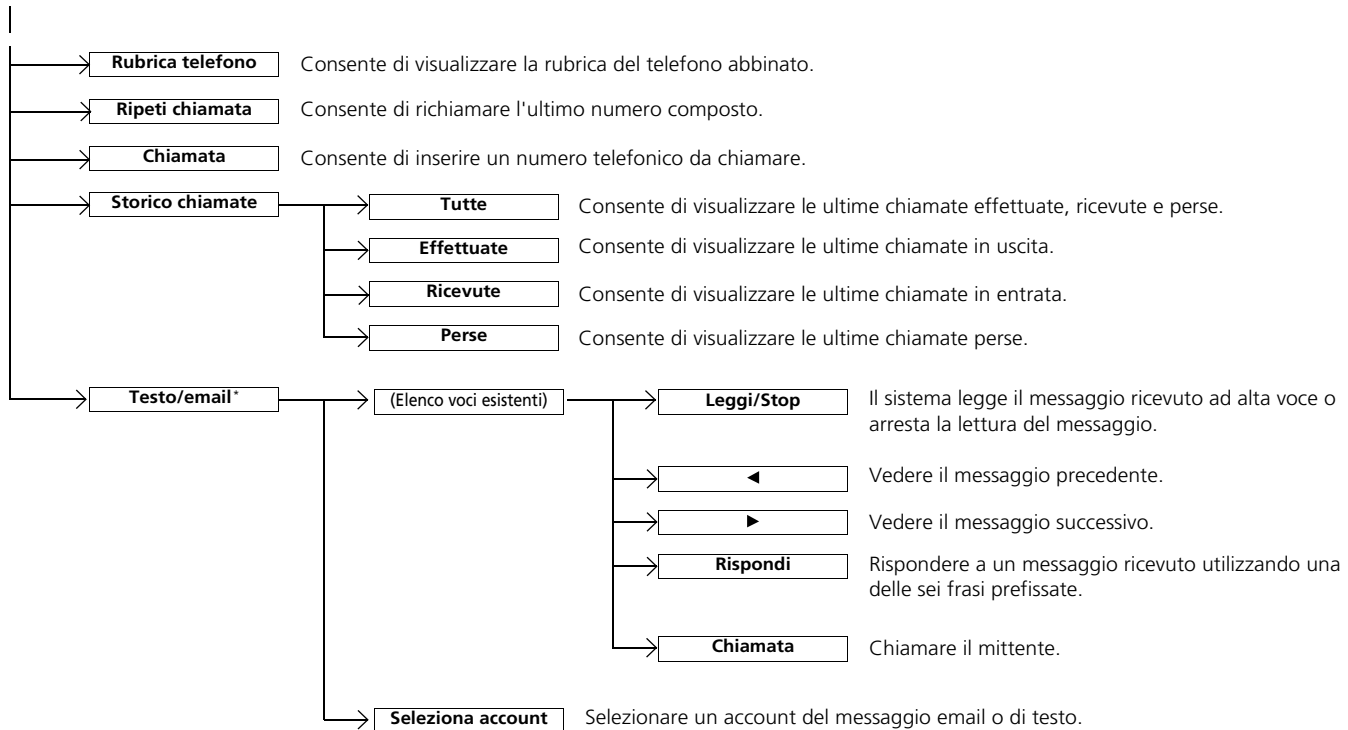 Rubrica telefono Consente di visualizzare la rubrica del telefono abbinato.
Ripeti chiamata Consente di richiamare l'ultimo numero composto.
Chiamata Consente di inserire un numero telefonico da chiamare.
Storico chiamate Tutte Consente di visualizzare le ultime chiamate effettuate, ricevute e perse.
Effettuate Consente di visualizzare le ultime chiamate in uscita.
Ricevute Consente di visualizzare le ultime chiamate in entrata.
Perse Consente di visualizzare le ultime chiamate perse.
Testo/email* (Elenco voci esistenti) Leggi/Stop Il sistema legge il messaggio ricevuto ad alta voce o
arresta la lettura del messaggio.
◄ Vedere il messaggio precedente.
► Vedere il messaggio successivo.
Rispondi Rispondere a un messaggio ricevuto utilizzando una
delle sei frasi prefissate.
Chiamata Chiamare il mittente.
Seleziona account Selezionare un account del messaggio email o di testo.